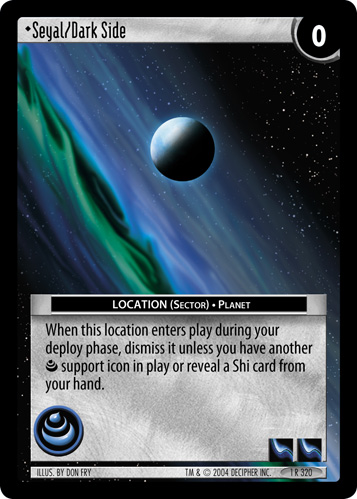 •Seyal/Dark Side
0
LOCATION (SECTOR) • PLANET
When this location enters play during your
deploy phase, dismiss it unless you have another
support icon in play or reveal a Shi card from
your hand.
ILLUS. BY DON FRY
TM & © 2004 DECIPHER INC.
1 R 320